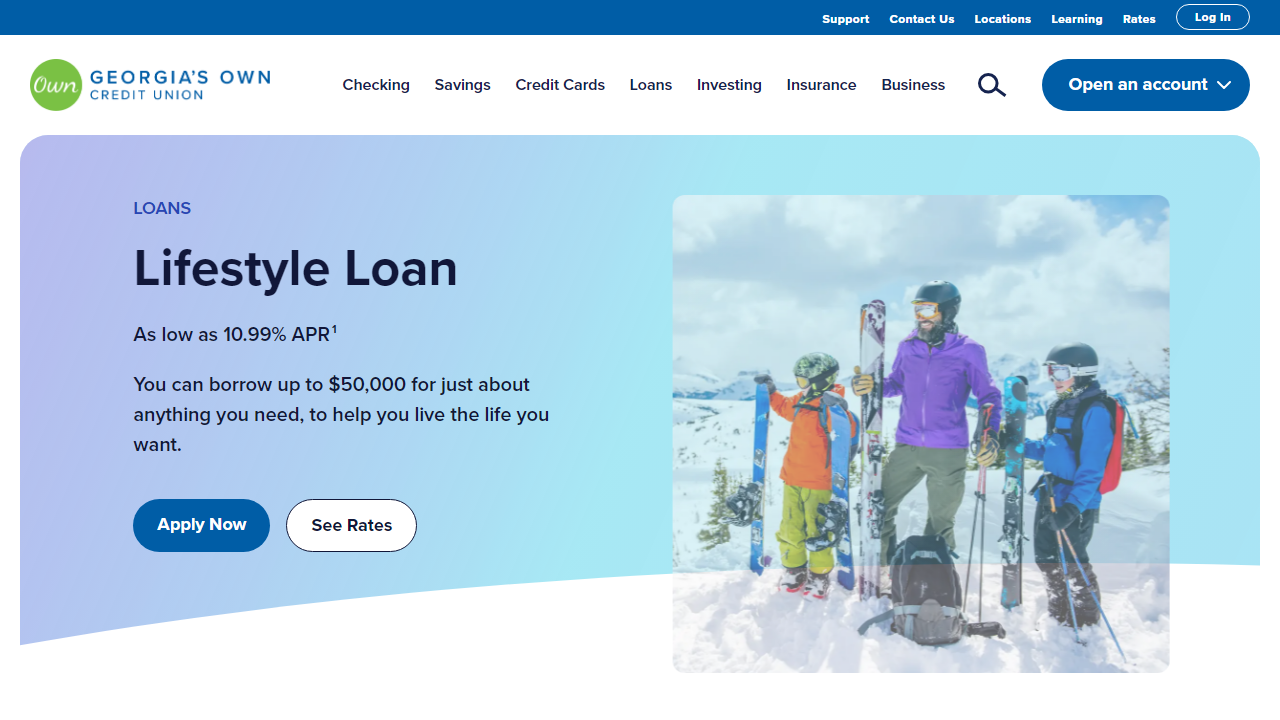 Support Contact Us Locations Learning Rates Log In
Own GEORGIA'S OWN
CREDIT UNION
Checking Savings Credit Cards Loans Investing Insurance Business Open an account
LOANS
Lifestyle Loan
As low as 10.99% APR¹
You can borrow up to $50,000 for just about
anything you need, to help you live the life you
want.
Apply Now See Rates